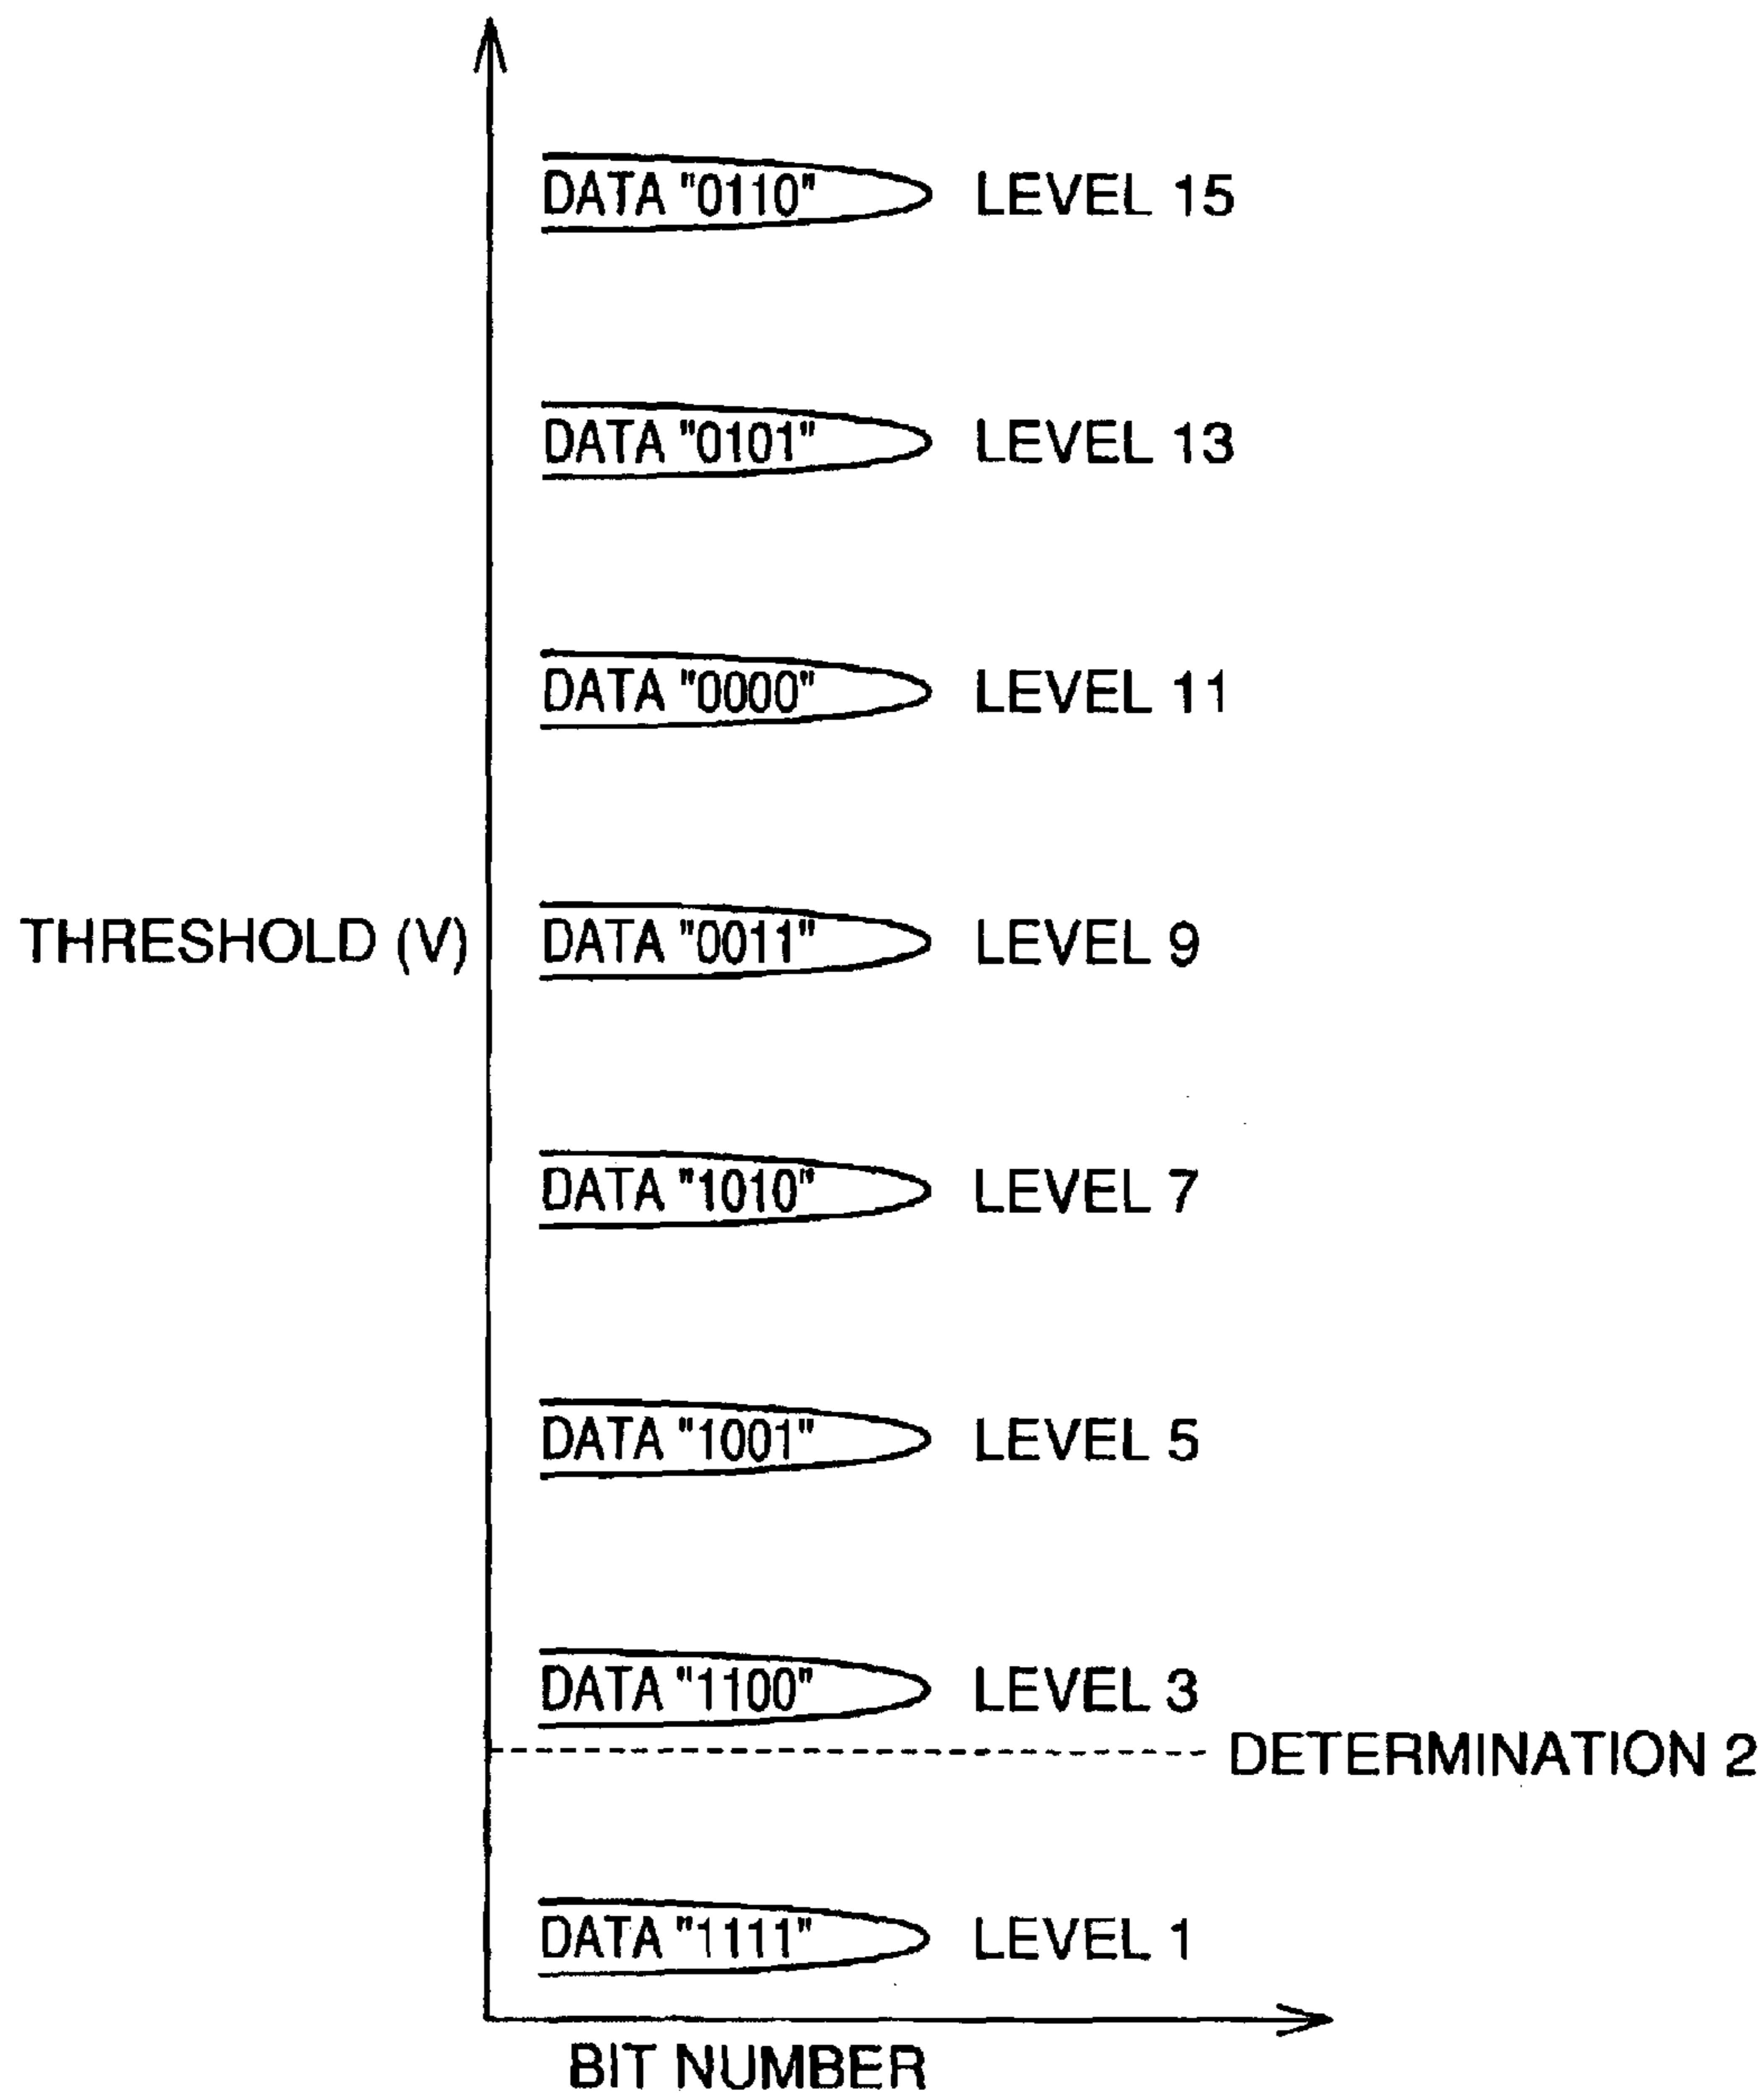 DATA "0110" LEVEL 15
DATA "0101" LEVEL 13
DATA "0000" LEVEL 11
THRESHOLD (V) DATA "0011" LEVEL 9
DATA "1010" LEVEL 7
DATA "1001" LEVEL 5
DATA "1100" LEVEL 3
DETERMINATION 2
DATA "1111" LEVEL 1
BIT NUMBER